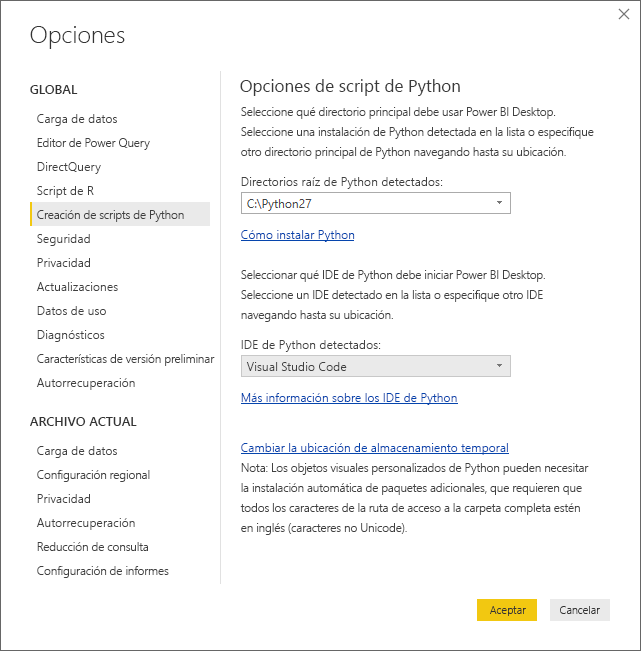 Opciones
GLOBAL
Carga de datos
Editor de Power Query
DirectQuery
Script de R
Creación de scripts de Python
Seguridad
Privacidad
Actualizaciones
Datos de uso
Diagnósticos
Características de versión preliminar
Autorrecuperación
ARCHIVO ACTUAL
Carga de datos
Configuración regional
Privacidad
Autorrecuperación
Reducción de consulta
Configuración de informes
Opciones de script de Python
Seleccione qué directorio principal debe usar Power BI Desktop.
Seleccione una instalación de Python detectada en la lista o especifique
otro directorio principal de Python navegando hasta su ubicación.
Directorios raíz de Python detectados:
C:\Python27
Cómo instalar Python
Seleccionar qué IDE de Python debe iniciar Power BI Desktop.
Seleccione un IDE detectado en la lista o especifique otro IDE
navegando hasta su ubicación.
IDE de Python detectados:
Visual Studio Code
Más información sobre los IDE de Python
Cambiar la ubicación de almacenamiento temporal
Nota: Los objetos visuales personalizados de Python pueden necesitar
la instalación automática de paquetes adicionales, que requieren que
todos los caracteres de la ruta de acceso a la carpeta completa estén
en inglés (caracteres no Unicode).
Aceptar
Cancelar